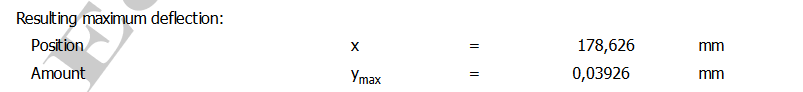 Resulting maximum deflection:
Position x = 178,626 mm
Amount ymax = 0,03926 mm